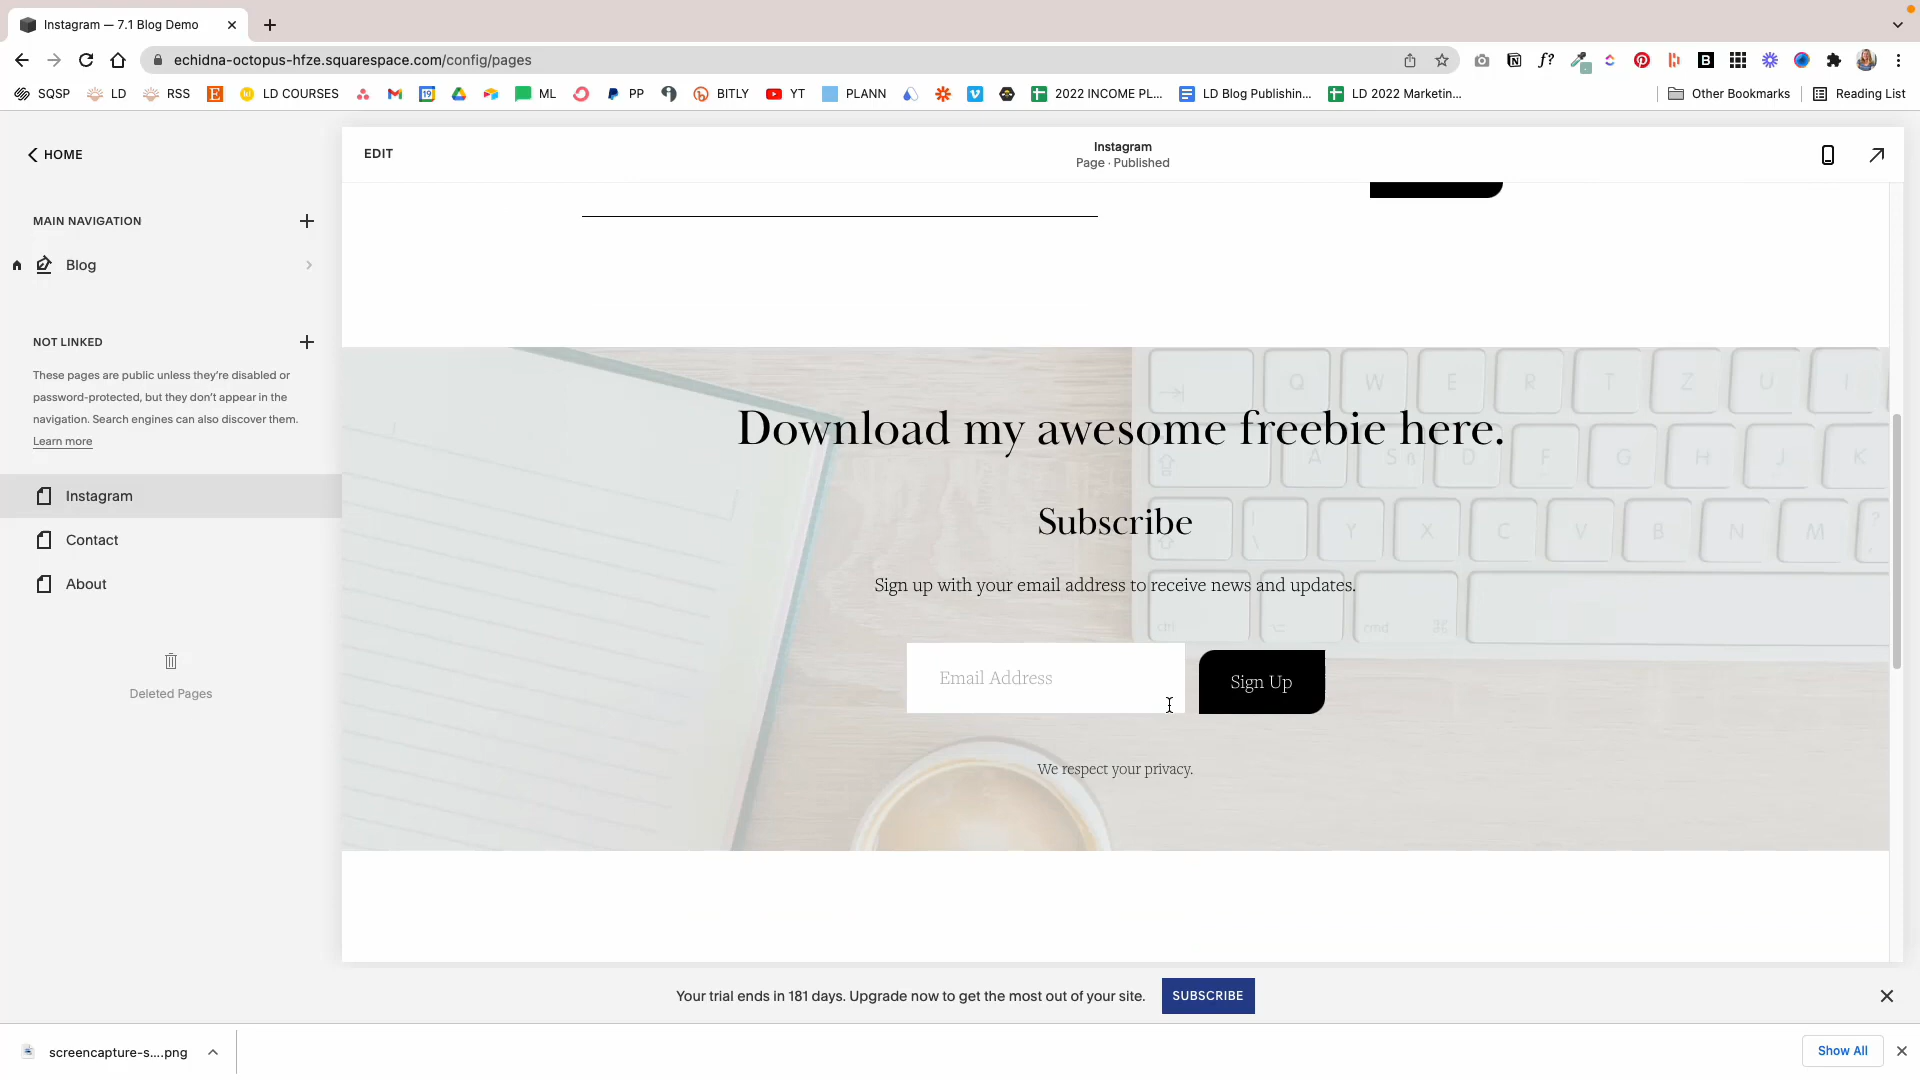 Instagram — 7.1 Blog Demo
echidna-octopus-hfze.squarespace.com/config/pages
SQSP LD RSS LD COURSES ML PP BITLY YT PLANN 2022 INCOME PL... LD Blog Publishin... LD 2022 Marketin... Other Bookmarks Reading List
HOME
EDIT
Instagram
Page · Published
MAIN NAVIGATION
Blog
NOT LINKED
These pages are public unless they're disabled or
password-protected, but they don't appear in the
navigation. Search engines can also discover them.
Learn more
Instagram
Contact
About
Deleted Pages
Download my awesome freebie here.
Subscribe
Sign up with your email address to receive news and updates.
Email Address
Sign Up
We respect your privacy.
Your trial ends in 181 days. Upgrade now to get the most out of your site.
SUBSCRIBE
screencapture-s....png
Show All